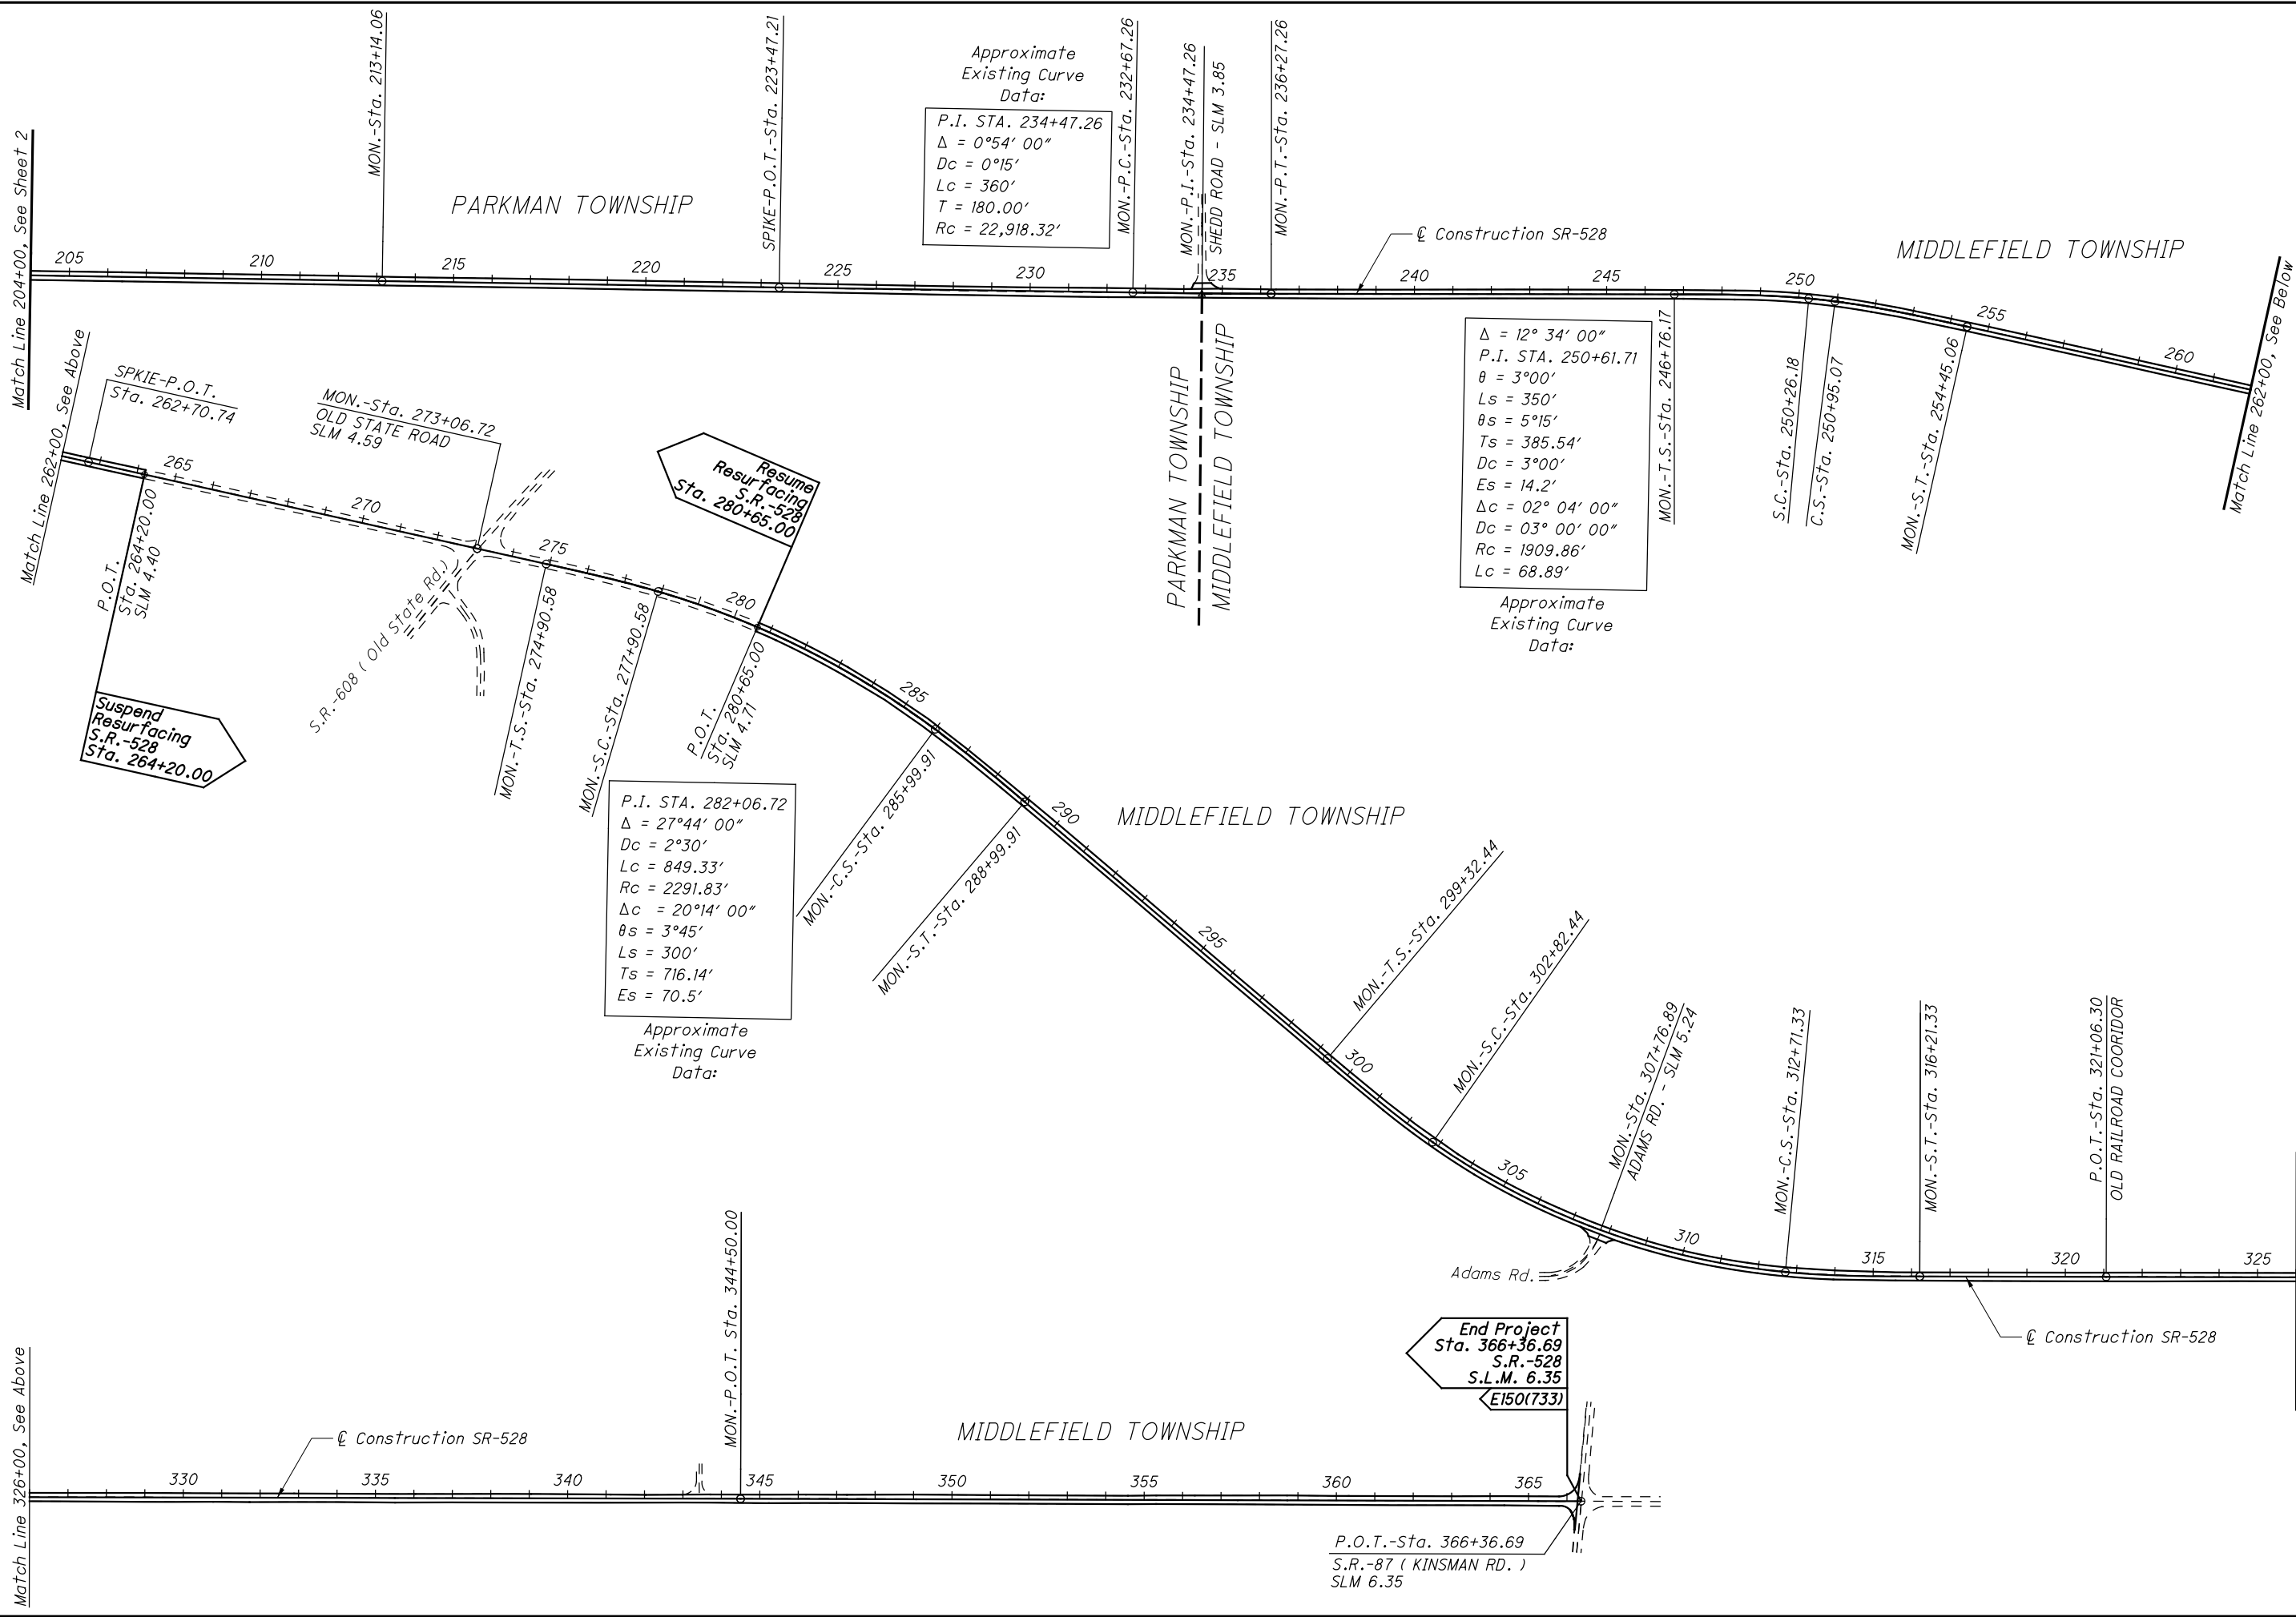 Match Line 204+00, See Sheet 2
MON.-Sta. 213+14.06
PARKMAN TOWNSHIP
SPIKE-P.O.T.-Sta. 223+47.21
Approximate
Existing Curve
Data:
P.I. STA. 234+47.26
Δ = 0°54' 00"
Dc = 0°15'
Lc = 360'
T = 180.00'
Rc = 22,918.32'
MON.-P.C.-Sta. 232+67.26
MON.-P.I.-Sta. 234+47.26
SHEDD ROAD - SLM 3.85
MON.-P.T.-Sta. 236+27.26
℄ Construction SR-528
MIDDLEFIELD TOWNSHIP
205
210
215
220
225
230
235
240
245
250
255
260
Match Line 262+00, See Below
PARKMAN TOWNSHIP
MIDDLEFIELD TOWNSHIP
Δ = 12° 34' 00"
P.I. STA. 250+61.71
θ = 3°00'
Ls = 350'
θs = 5°15'
Ts = 385.54'
Dc = 3°00'
Es = 14.2'
Δc = 02° 04' 00"
Dc = 03° 00' 00"
Rc = 1909.86'
Lc = 68.89'
Approximate
Existing Curve
Data:
MON.-T.S.-Sta. 246+76.17
S.C.-Sta. 250+26.18
C.S.-Sta. 250+95.07
MON.-S.T.-Sta. 254+45.06
Match Line 262+00, See Above
SPKIE-P.O.T.
Sta. 262+70.74
MON.-Sta. 273+06.72
OLD STATE ROAD
SLM 4.59
265
270
275
280
285
290
295
300
305
310
315
320
325
P.O.T.
Sta. 264+20.00
SLM 4.40
Suspend
Resurfacing
S.R.-528
Sta. 264+20.00
S.R.-608 ( Old State Rd.)
Resume
Resurfacing
S.R.-528
Sta. 280+65.00
MON.-T.S.-Sta. 274+90.58
MON.-S.C.-Sta. 277+90.58
P.O.T.
Sta. 280+65.00
SLM 4.71
P.I. STA. 282+06.72
Δ = 27°44' 00"
Dc = 2°30'
Lc = 849.33'
Rc = 2291.83'
Δc = 20°14' 00"
θs = 3°45'
Ls = 300'
Ts = 716.14'
Es = 70.5'
Approximate
Existing Curve
Data:
MON.-C.S.-Sta. 285+99.91
MON.-S.T.-Sta. 288+99.91
MIDDLEFIELD TOWNSHIP
MON.-T.S.-Sta. 299+32.44
MON.-S.C.-Sta. 302+82.44
MON.-Sta. 307+76.89
ADAMS RD. - SLM 5.24
Adams Rd.
MON.-C.S.-Sta. 312+71.33
MON.-S.T.-Sta. 316+21.33
P.O.T.-Sta. 321+06.30
OLD RAILROAD COORIDOR
℄ Construction SR-528
Match Line 326+00, See Above
℄ Construction SR-528
MON.-P.O.T. Sta. 344+50.00
MIDDLEFIELD TOWNSHIP
End Project
Sta. 366+36.69
S.R.-528
S.L.M. 6.35
E150(733)
330
335
340
345
350
355
360
365
P.O.T.-Sta. 366+36.69
S.R.-87 ( KINSMAN RD. )
SLM 6.35